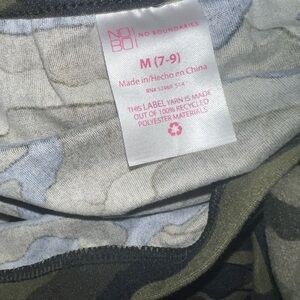 NO
BO
NO BOUNDARIES
M (7-9)
Made in/Hecho en China
THIS LABEL YARN IS MADE
OUT OF 100% RECYCLED
POLYESTER MATERIALS